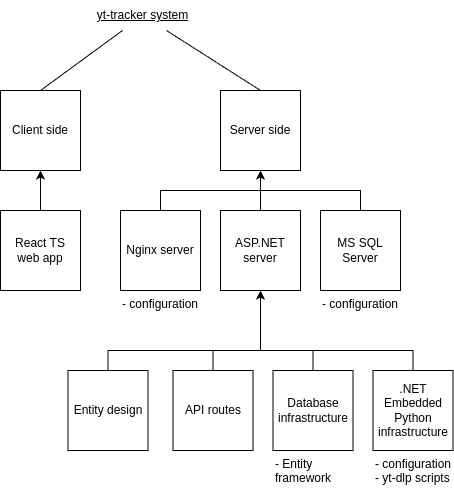 yt-tracker system
Client side
Server side
React TS
web app
Nginx server
ASP.NET
server
MS SQL
Server
- configuration
- configuration
Entity design
API routes
Database
infrastructure
.NET
Embedded
Python
infrastructure
- Entity
framework
- configuration
- yt-dlp scripts